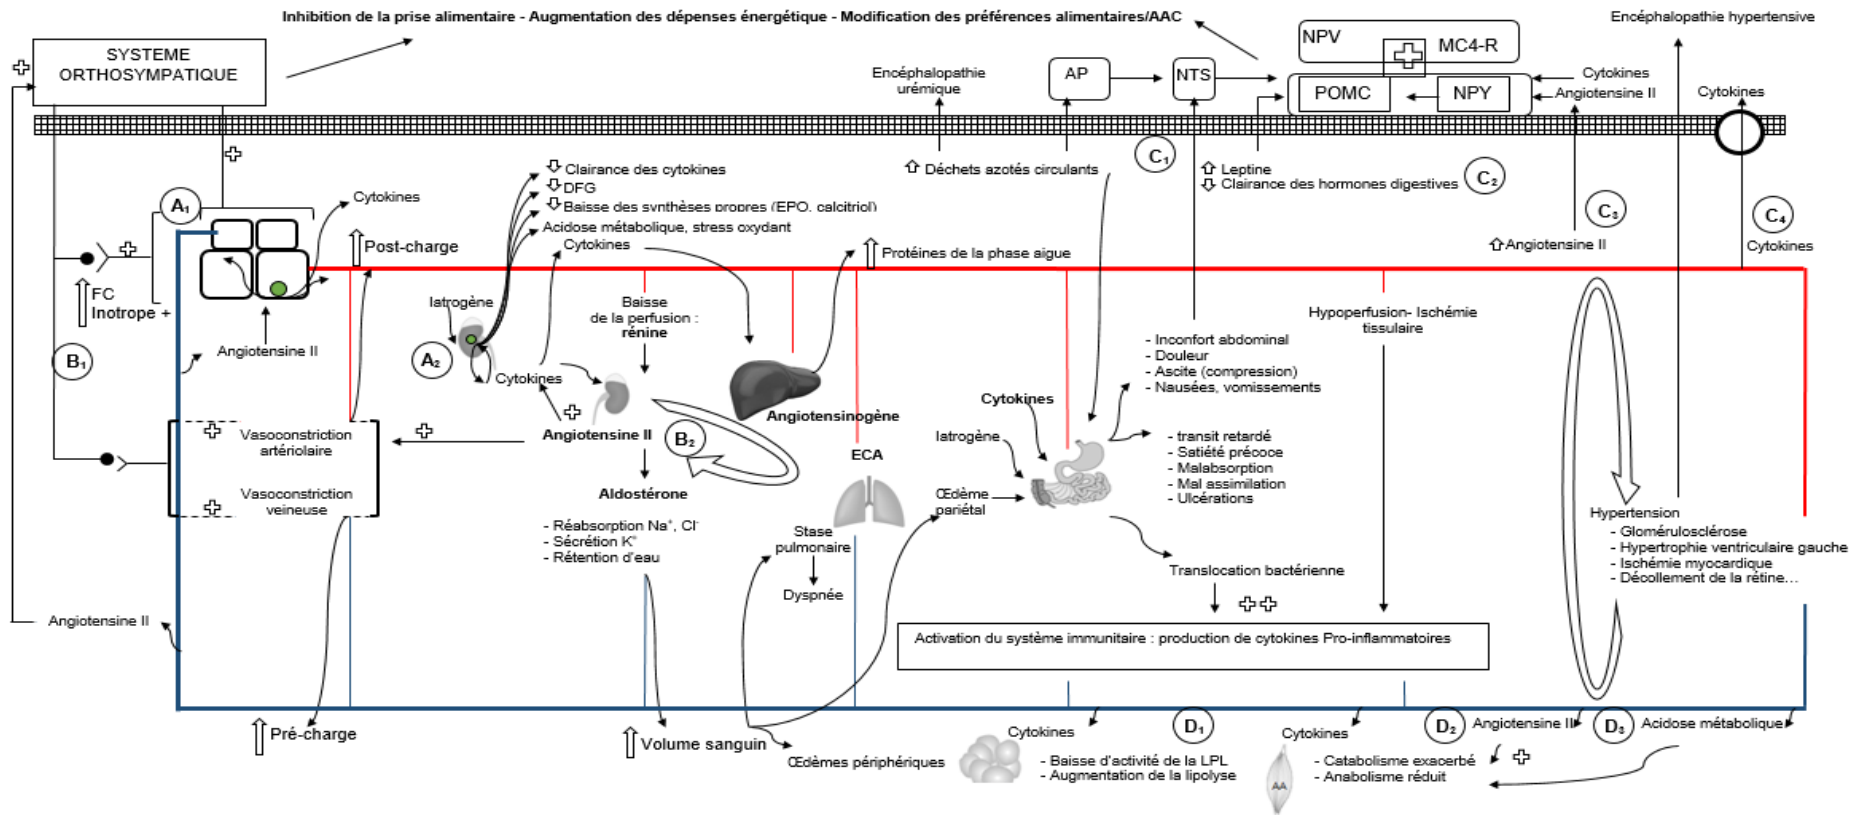 Inhibition de la prise alimentaire - Augmentation des dépenses énergétique - Modification des préférences alimentaires/AAC
Encéphalopathie hypertensive
SYSTEME
ORTHOSYMPATIQUE
NPV
MC4-R
Encéphalopathie
urémique
AP
NTS
POMC
NPY
Cytokines
Angiotensine II
Cytokines
C1
Déchets azotés circulants
Leptine
Clairance des hormones digestives
C2
C3
Angiotensine II
C4
Cytokines
A1
Cytokines
Post-charge
Clairance des cytokines
DFG
Baisse des synthèses propres (EPO, calcitriol)
Acidose métabolique, stress oxydant
Cytokines
Protéines de la phase aigue
FC
Inotrope +
B1
Angiotensine II
Iatrogène
A2
Cytokines
Baisse
de la perfusion :
rénine
Angiotensinogène
Hypoperfusion- Ischémie
tissulaire
- Inconfort abdominal
- Douleur
- Ascite (compression)
- Nausées, vomissements
Vasoconstriction
artériolaire
Vasoconstriction
veineuse
Angiotensine II
B2
Aldostérone
- Réabsorption Na⁺, Cl⁻
- Sécrétion K⁺
- Rétention d'eau
ECA
Stase
pulmonaire
Dyspnée
Cytokines
Iatrogène
Œdème
pariétal
- transit retardé
- Satiété précoce
- Malabsorption
- Mal assimilation
- Ulcérations
Translocation bactérienne
Hypertension
- Glomérulosclérose
- Hypertrophie ventriculaire gauche
- Ischémie myocardique
- Décollement de la rétine...
Angiotensine II
Activation du système immunitaire : production de cytokines Pro-inflammatoires
Pré-charge
Volume sanguin
Œdèmes périphériques
Cytokines
D1
- Baisse d'activité de la LPL
- Augmentation de la lipolyse
Cytokines
AA
D2
Angiotensine II
D3
Acidose métabolique
- Catabolisme exacerbé
- Anabolisme réduit